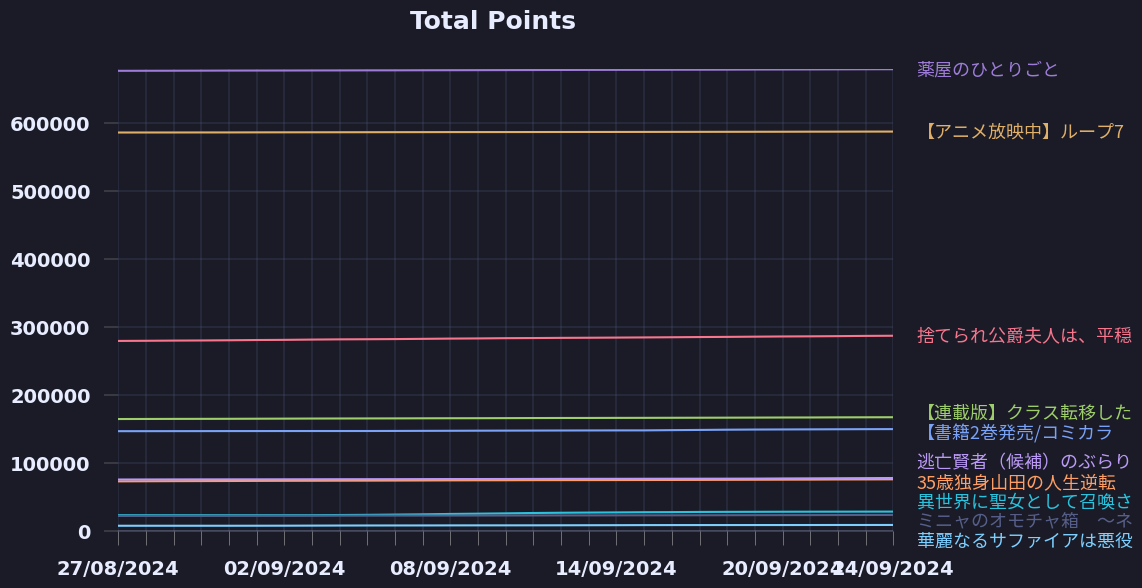 Total Points
薬屋のひとりごと
600000
【アニメ放映中】ループ7
500000
400000
300000
捨てられ公爵夫人は、平穏
200000
【連載版】クラス転移した
【書籍2巻発売/コミカラ
100000
逃亡賢者（候補）のぶらり
35歳独身山田の人生逆転
異世界に聖女として召喚さ
ミニャのオモチャ箱　～ネ
0
華麗なるサファイアは悪役
27/08/2024
02/09/2024
08/09/2024
14/09/2024
20/09/2024
24/09/2024